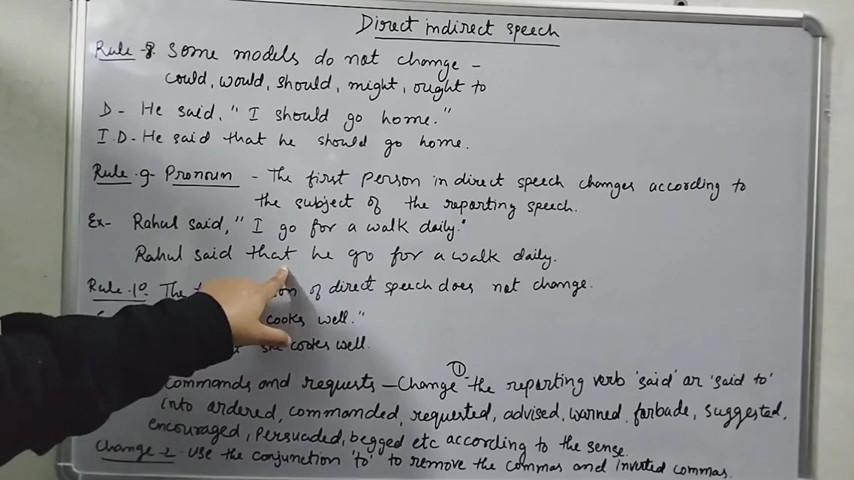 Direct indirect speech
Rule-8. Some models do not change -
could, would, should, might, ought to
D- He said, "I should go home."
I.D- He said that he should go home.
Rule.9- Pronoun - The first person in direct speech changes according to
the subject of the reporting speech.
Ex- Rahul said, "I go for a walk daily."
Rahul said that he go for a walk daily.
Rule.10 The of direct speech does not change.
cooks well."
she cooks well.
Commands and requests - Change ① the reporting verb 'said' or 'said to'
into ordered, commanded, requested, advised, warned, forbade, suggested,
encouraged, persuaded, begged etc according to the sense.
Change-2- Use the conjunction 'to' to remove the commas and inverted commas.